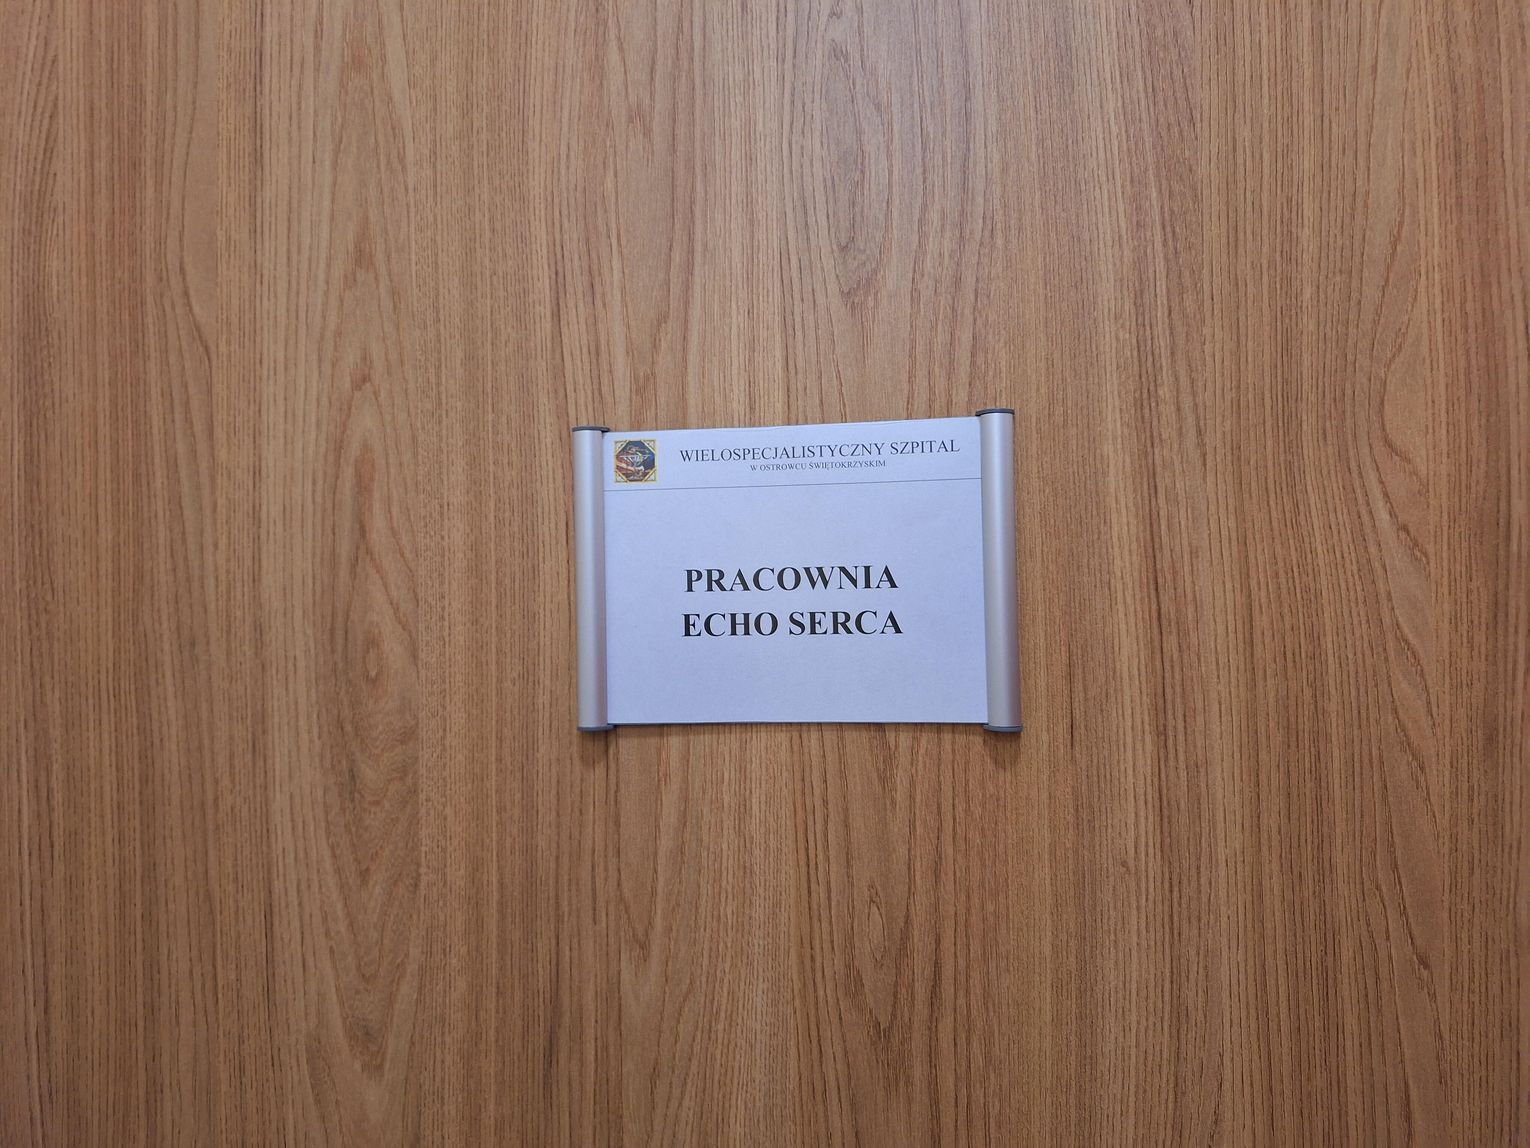 WIELOSPECJALISTYCZNY SZPITAL
W OSTROWCU ŚWIĘTOKRZYSKIM
PRACOWNIA
ECHO SERCA